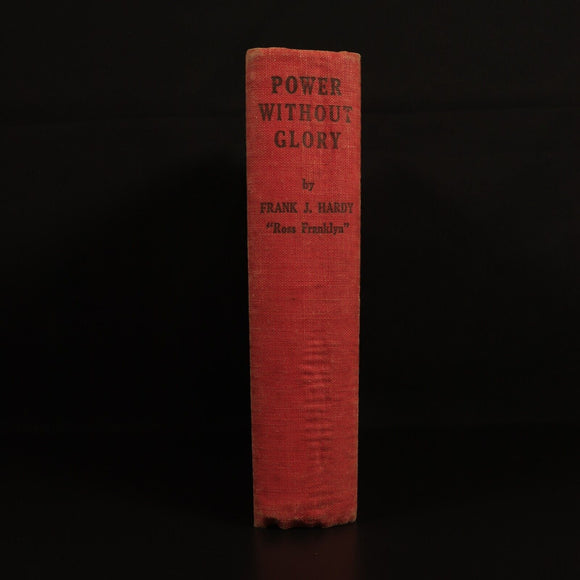 POWER
WITHOUT
GLORY
by
FRANK J. HARDY
"Ross Franklyn"